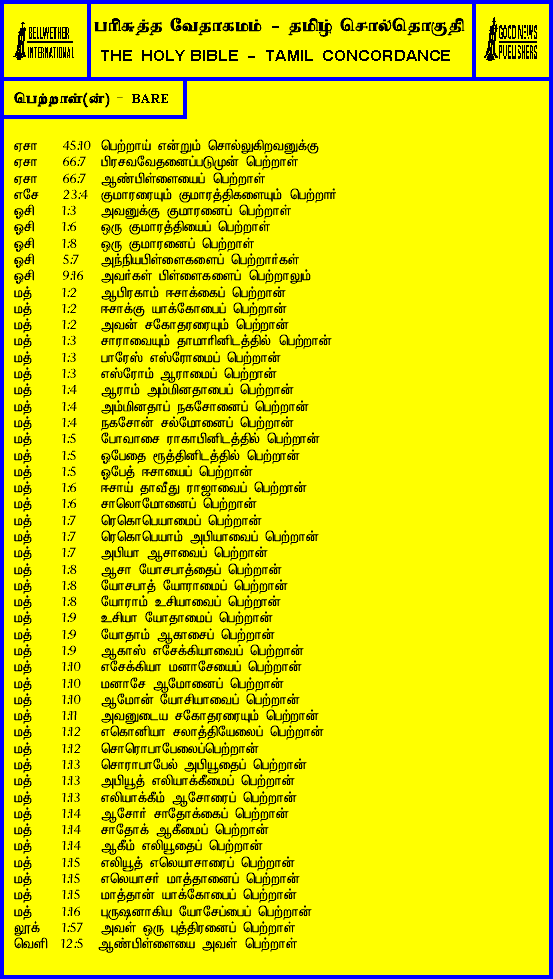 BELLWETHER
INTERNATIONAL
பரிசுத்த வேதாகமம் – தமிழ் சொல்தொகுதி
THE HOLY BIBLE – TAMIL CONCORDANCE
GOOD NEWS
PUBLISHERS
பெற்றாள்(ன்) – BARE
ஏசா 45:10 பெற்றாய் என்றும் சொல்லுகிறவனுக்கு
ஏசா 66:7 பிரசவவேதனைப்படுமுன் பெற்றாள்
ஏசா 66:7 ஆண்பிள்ளையைப் பெற்றாள்
எசே 23:4 குமாரரையும் குமாரத்திகளையும் பெற்றார்
ஓசி 1:3 அவனுக்கு குமாரனைப் பெற்றாள்
ஓசி 1:6 ஒரு குமாரத்தியைப் பெற்றாள்
ஓசி 1:8 ஒரு குமாரனைப் பெற்றாள்
ஓசி 5:7 அந்நியபிள்ளைகளைப் பெற்றார்கள்
ஓசி 9:16 அவர்கள் பிள்ளைகளைப் பெற்றாலும்
மத் 1:2 ஆபிரகாம் ஈசாக்கைப் பெற்றான்
மத் 1:2 ஈசாக்கு யாக்கோபைப் பெற்றான்
மத் 1:2 அவன் சகோதரரையும் பெற்றான்
மத் 1:3 சாராவையும் தாமாரினிடத்தில் பெற்றான்
மத் 1:3 பாரேஸ் எஸ்ரோமைப் பெற்றான்
மத் 1:3 எஸ்ரோம் ஆராமைப் பெற்றான்
மத் 1:4 ஆராம் அம்மினதாபைப் பெற்றான்
மத் 1:4 அம்மினதாப் நகசோனைப் பெற்றான்
மத் 1:4 நகசோன் சல்மோனைப் பெற்றான்
மத் 1:5 போவாசை ராகாபினிடத்தில் பெற்றான்
மத் 1:5 ஓபேதை ரூத்தினிடத்தில் பெற்றான்
மத் 1:5 ஓபேத் ஈசாயைப் பெற்றான்
மத் 1:6 ஈசாய் தாவீது ராஜாவைப் பெற்றான்
மத் 1:6 சாலொமோனைப் பெற்றான்
மத் 1:7 ரெகொபெயாமைப் பெற்றான்
மத் 1:7 ரெகொபெயாம் அபியாவைப் பெற்றான்
மத் 1:7 அபியா ஆசாவைப் பெற்றான்
மத் 1:8 ஆசா யோசபாத்தைப் பெற்றான்
மத் 1:8 யோசபாத் யோராமைப் பெற்றான்
மத் 1:8 யோராம் உசியாவைப் பெற்றான்
மத் 1:9 உசியா யோதாமைப் பெற்றான்
மத் 1:9 யோதாம் ஆகாசைப் பெற்றான்
மத் 1:9 ஆகாஸ் எசேக்கியாவைப் பெற்றான்
மத் 1:10 எசேக்கியா மனாசேயைப் பெற்றான்
மத் 1:10 மனாசே ஆமோனைப் பெற்றான்
மத் 1:10 ஆமோன் யோசியாவைப் பெற்றான்
மத் 1:11 அவனுடைய சகோதரரையும் பெற்றான்
மத் 1:12 எகொனியா சலாத்தியேலைப் பெற்றான்
மத் 1:12 சொரொபாபேலைப்பெற்றான்
மத் 1:13 சொராபாபேல் அபியூதைப் பெற்றான்
மத் 1:13 அபியூத் எலியாக்கீமைப் பெற்றான்
மத் 1:13 எலியாக்கீம் ஆசோரைப் பெற்றான்
மத் 1:14 ஆசோர் சாதோக்கைப் பெற்றான்
மத் 1:14 சாதோக் ஆகீமைப் பெற்றான்
மத் 1:14 ஆகீம் எலியூதைப் பெற்றான்
மத் 1:15 எலியூத் எலெயாசாரைப் பெற்றான்
மத் 1:15 எலெயாசர் மாத்தானைப் பெற்றான்
மத் 1:15 மாத்தான் யாக்கோபைப் பெற்றான்
மத் 1:16 புருஷனாகிய யோசேப்பைப் பெற்றான்
லூக் 1:57 அவள் ஒரு புத்திரனைப் பெற்றாள்
வெளி 12:5 ஆண்பிள்ளையை அவள் பெற்றாள்